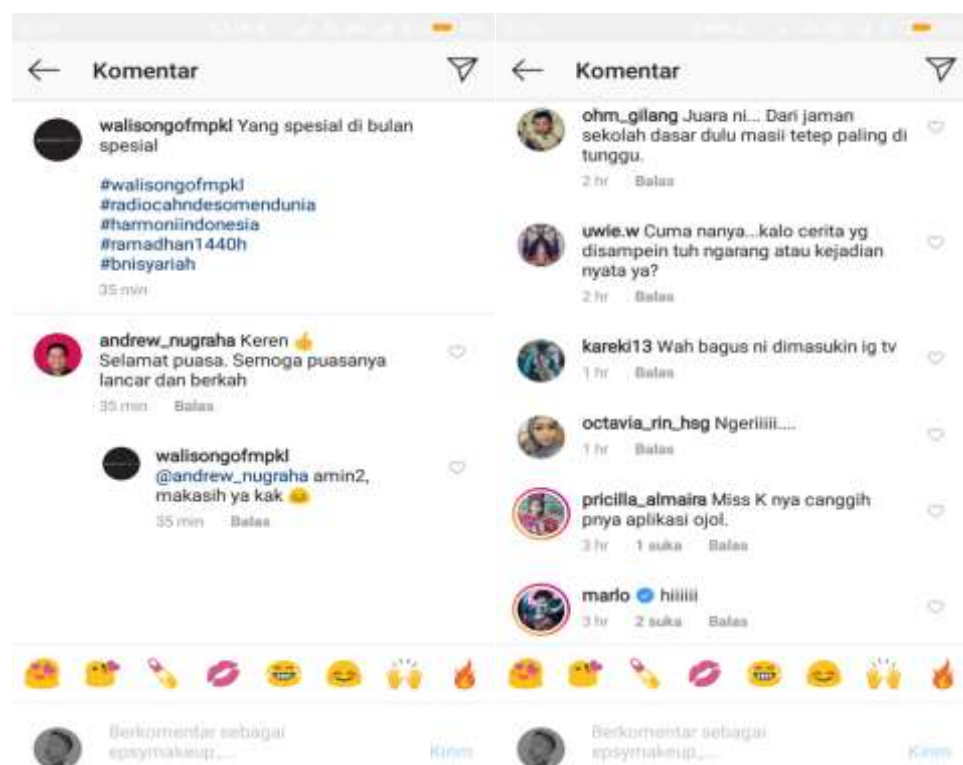 Komentar
walisongofmpkl Yang spesial di bulan
spesial
#walisongofmpkl
#radiocahndesomendunia
#harmoniindonesia
#ramadhan1440h
#bnisyariah
35 min
andrew_nugraha Keren 👍
Selamat puasa. Semoga puasanya
lancar dan berkah
35 min Balas
walisongofmpkl
@andrew_nugraha amin2,
makasih ya kak 😊
35 min Balas
Berkomentar sebagai
epsymakeup,...
Kirim
Komentar
ohm_gilang Juara ni... Dari jaman
sekolah dasar dulu masii tetep paling di
tunggu.
2 hr Balas
uwie.w Cuma nanya...kalo cerita yg
disampein tuh ngarang atau kejadian
nyata ya?
2 hr Balas
kareki13 Wah bagus ni dimasukin ig tv
1 hr Balas
octavia_rin_hsg Ngeriiiii....
1 hr Balas
pricilla_almaira Miss K nya canggih
pnya aplikasi ojol.
3 hr 1 suka Balas
marlo hiiiiii
3 hr 2 suka Balas
Berkomentar sebagai
epsymakeup,...
Kirim